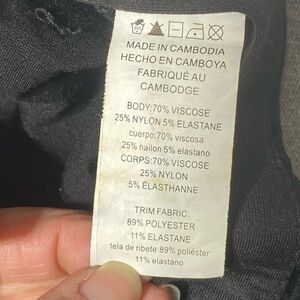 MADE IN CAMBODIA
HECHO EN CAMBOYA
FABRIQUÉ AU
CAMBODGE
BODY:70% VISCOSE
25% NYLON 5% ELASTANE
cuerpo:70% viscosa
25% nailon 5% elastano
CORPS:70% VISCOSE
25% NYLON
5% ÉLASTHANNE
TRIM FABRIC:
89% POLYESTER
11% ELASTANE
tela de ribete:89% poliéster
11% elastano